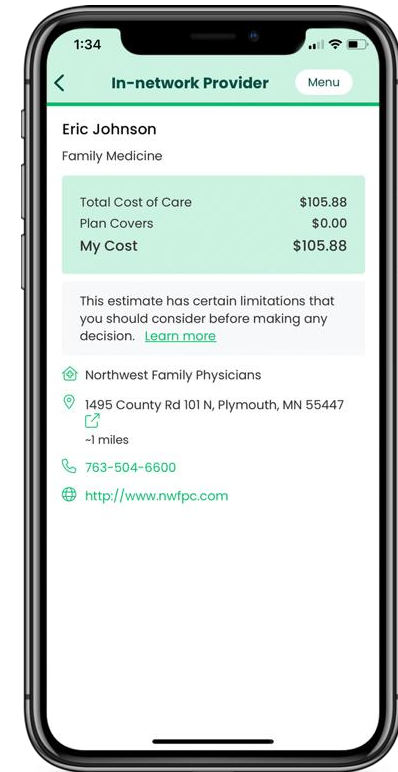 1:34
In-network Provider
Menu
Eric Johnson
Family Medicine
Total Cost of Care $105.88
Plan Covers $0.00
My Cost $105.88
This estimate has certain limitations that
you should consider before making any
decision. Learn more
Northwest Family Physicians
1495 County Rd 101 N, Plymouth, MN 55447
~1 miles
763-504-6600
http://www.nwfpc.com